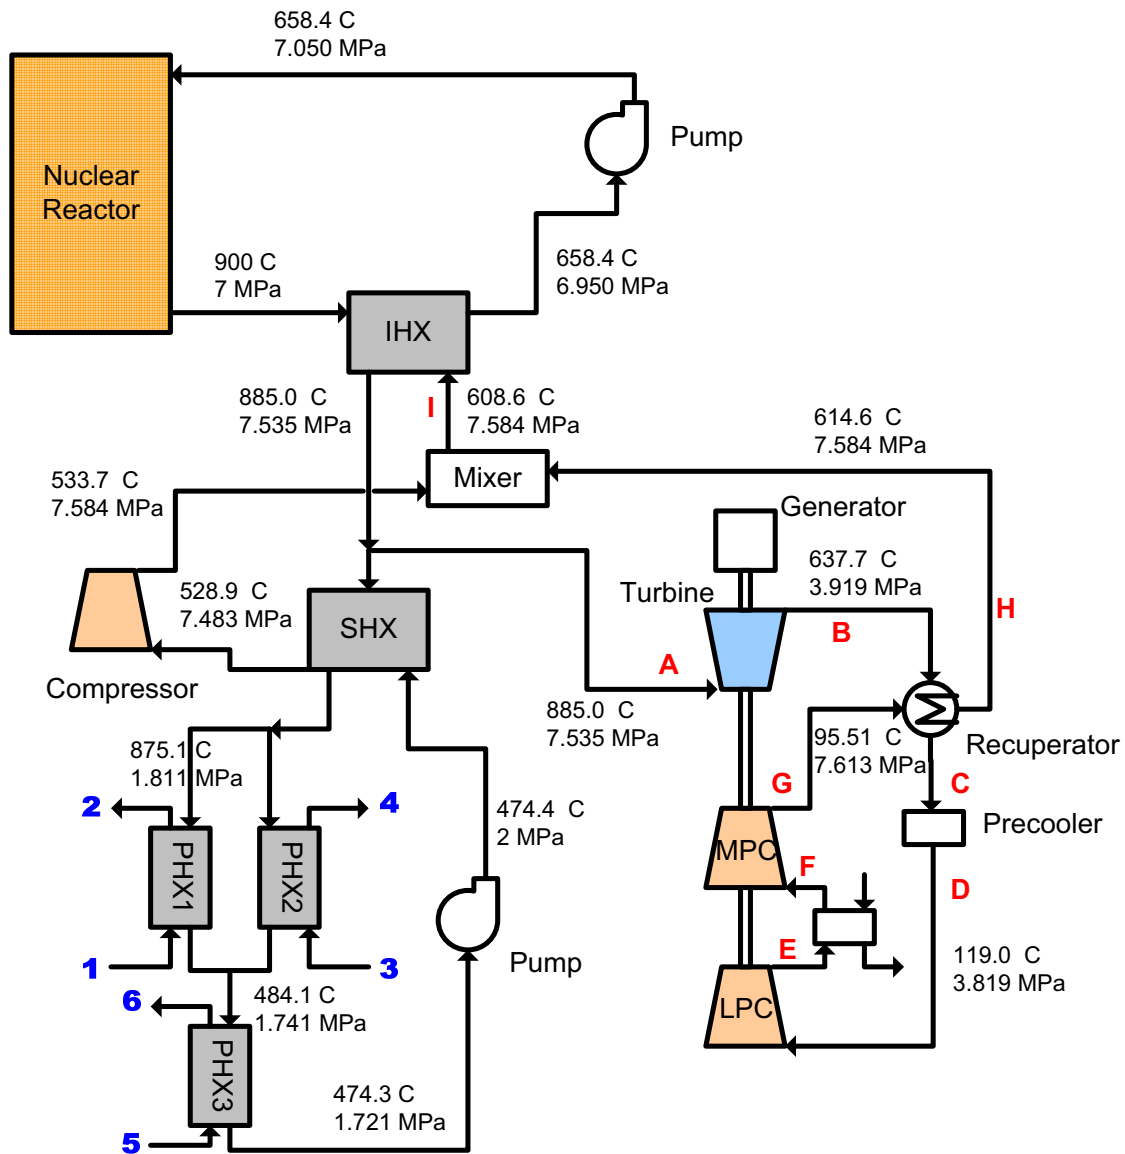 658.4 C
7.050 MPa
Nuclear
Reactor
Pump
900 C
7 MPa
658.4 C
6.950 MPa
IHX
885.0 C
7.535 MPa
I
608.6 C
7.584 MPa
614.6 C
7.584 MPa
533.7 C
7.584 MPa
Mixer
Generator
637.7 C
3.919 MPa
528.9 C
7.483 MPa
Turbine
SHX
B
H
A
Compressor
885.0 C
7.535 MPa
95.51 C
7.613 MPa
Recuperator
875.1 C
1.811 MPa
G
C
2
4
474.4 C
2 MPa
Precooler
PHX1
PHX2
MPC
F
D
1
3
Pump
E
119.0 C
3.819 MPa
6
484.1 C
1.741 MPa
LPC
PHX3
474.3 C
1.721 MPa
5